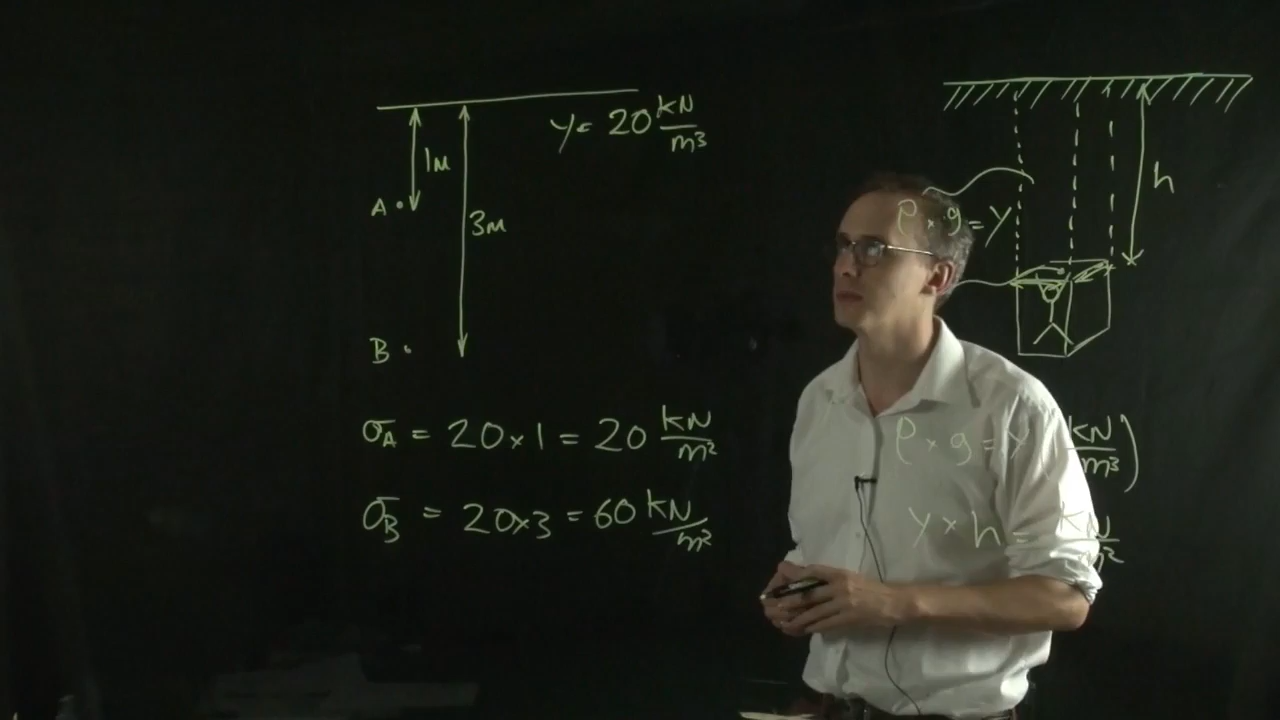 γ = 20 kN/m³
1m
A
3m
B
σA = 20 × 1 = 20 kN/m²
σB = 20 × 3 = 60 kN/m²
h
ρ × g = γ
ρ × g = γ kN/m³)
γ × h = kN/m²